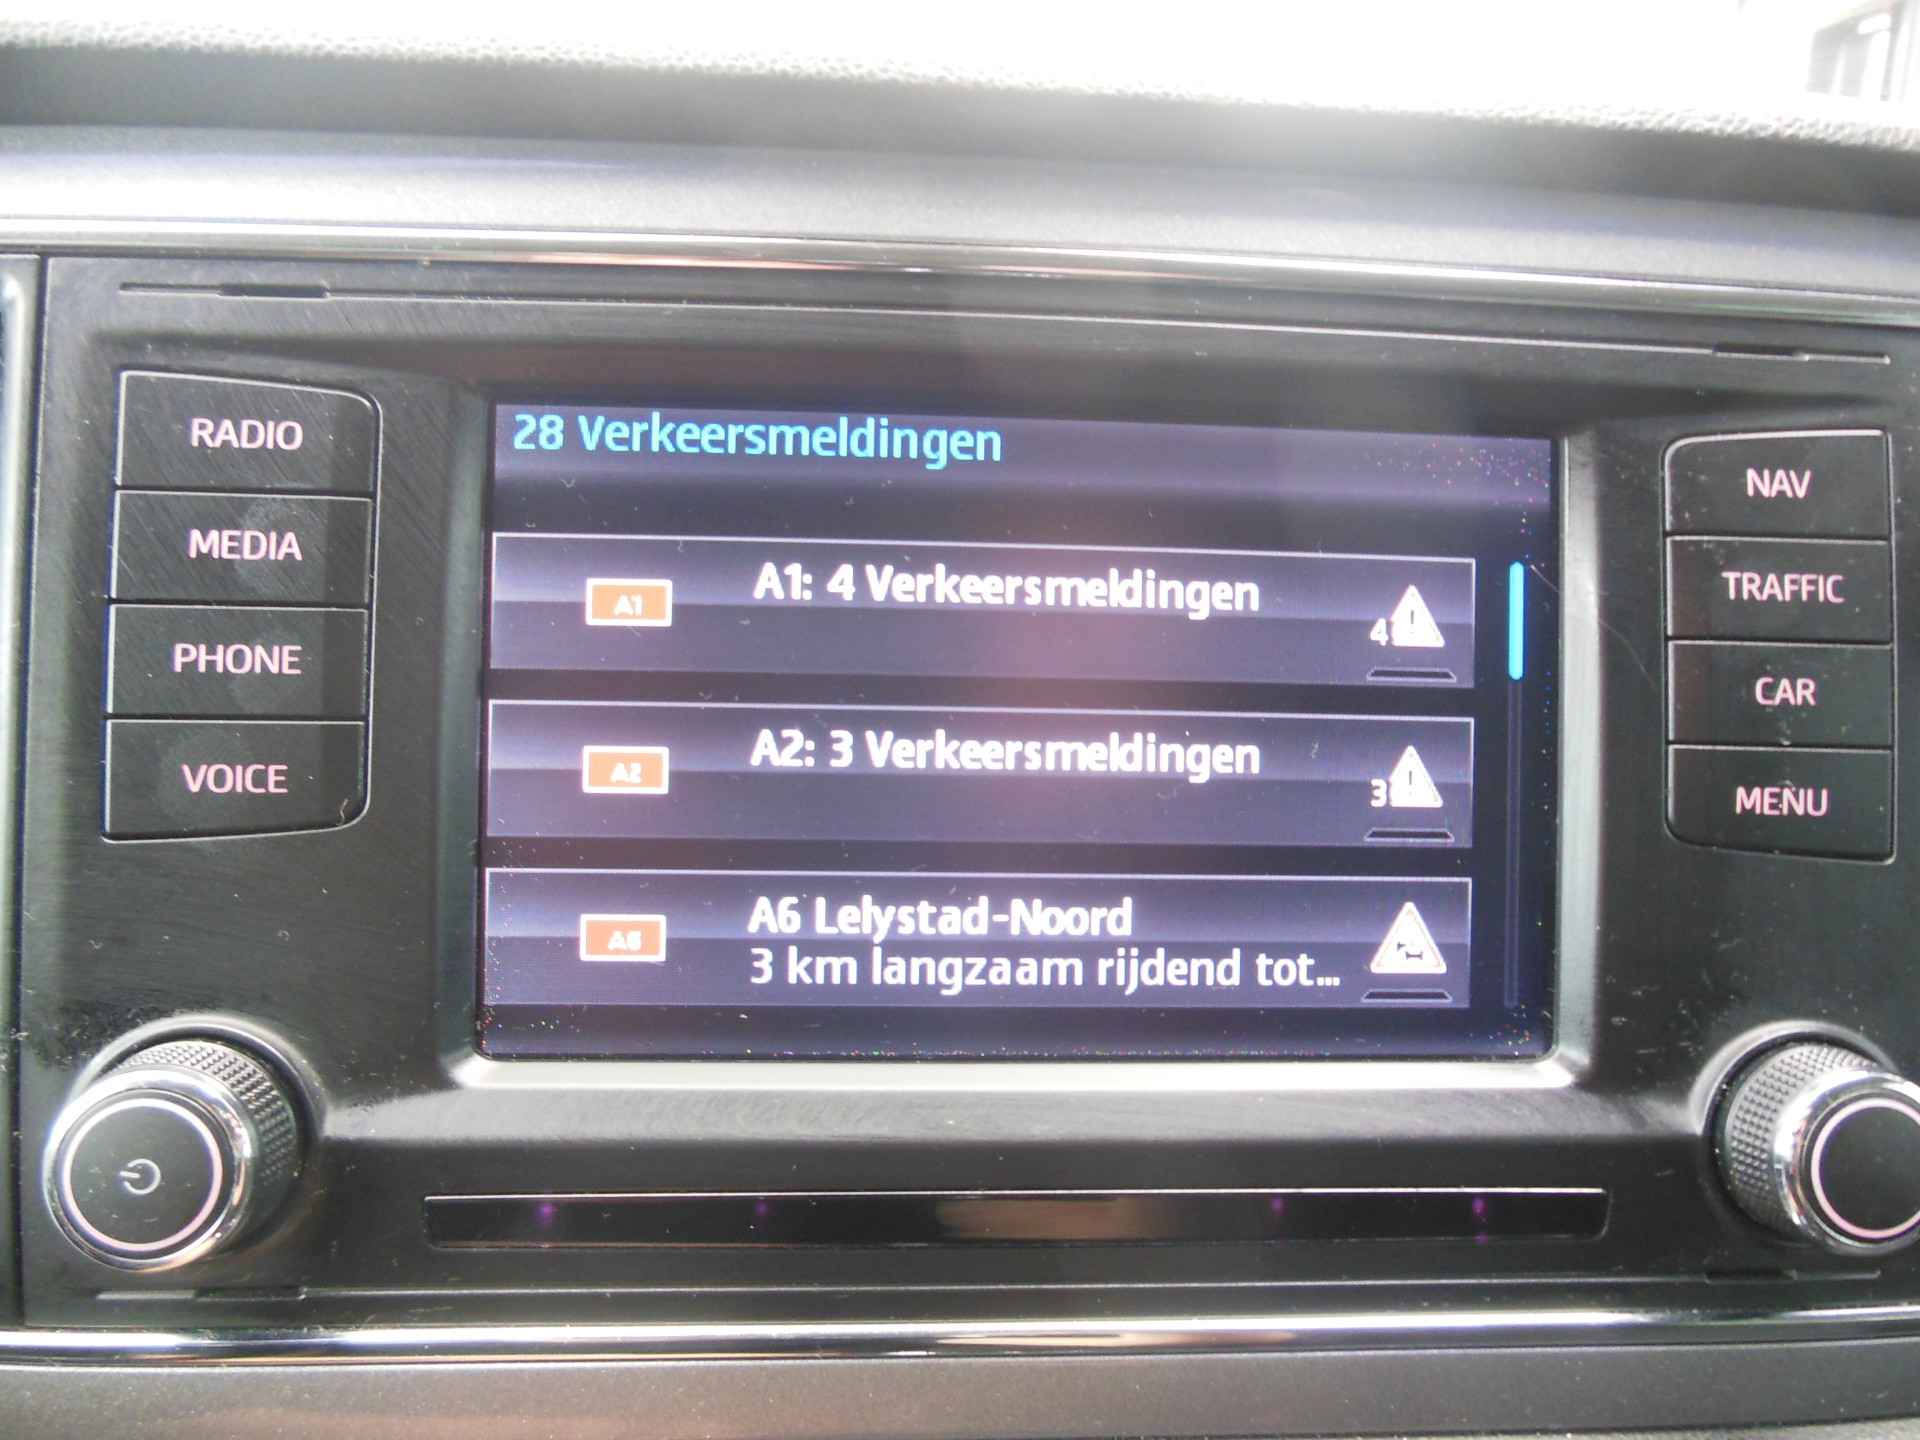 RADIO
MEDIA
PHONE
VOICE
28 Verkeersmeldingen
A1
A1: 4 Verkeersmeldingen
4
A2
A2: 3 Verkeersmeldingen
3
A6
A6 Lelystad-Noord
3 km langzaam rijdend tot...
NAV
TRAFFIC
CAR
MENU